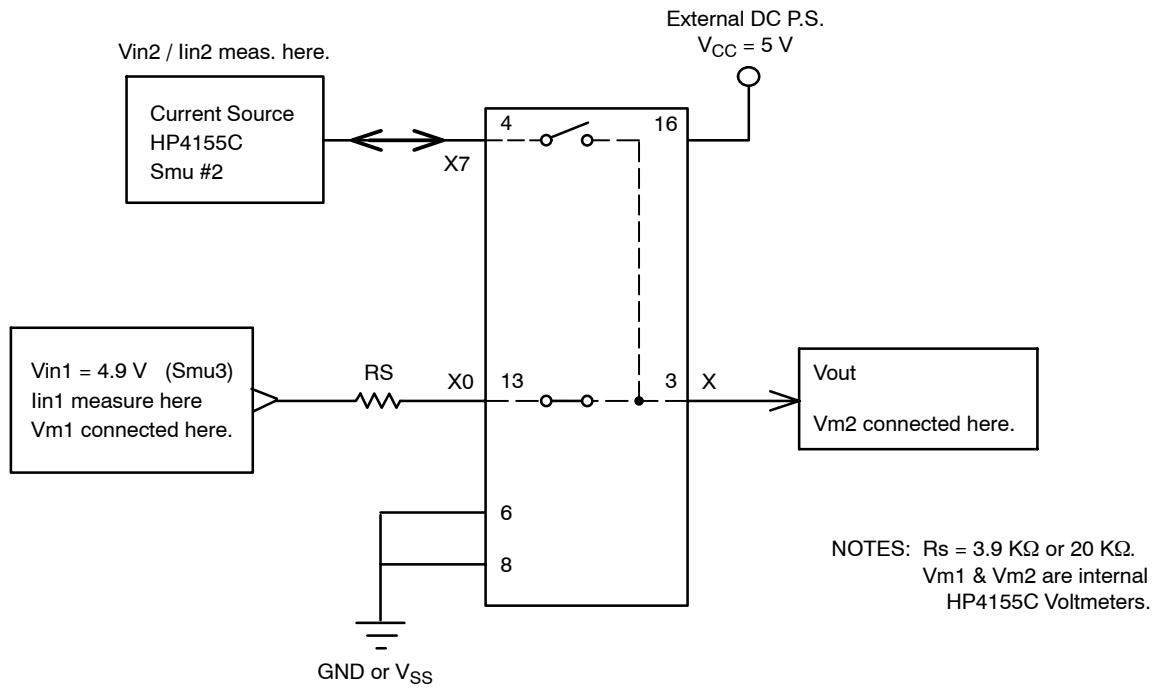 External DC P.S.
VCC = 5 V
Vin2 / Iin2 meas. here.
Current Source
HP4155C
Smu #2
4
16
X7
Vin1 = 4.9 V (Smu3)
Iin1 measure here
Vm1 connected here.
RS
X0
13
3
X
Vout
Vm2 connected here.
6
8
NOTES: Rs = 3.9 KΩ or 20 KΩ.
Vm1 & Vm2 are internal
HP4155C Voltmeters.
GND or VSS